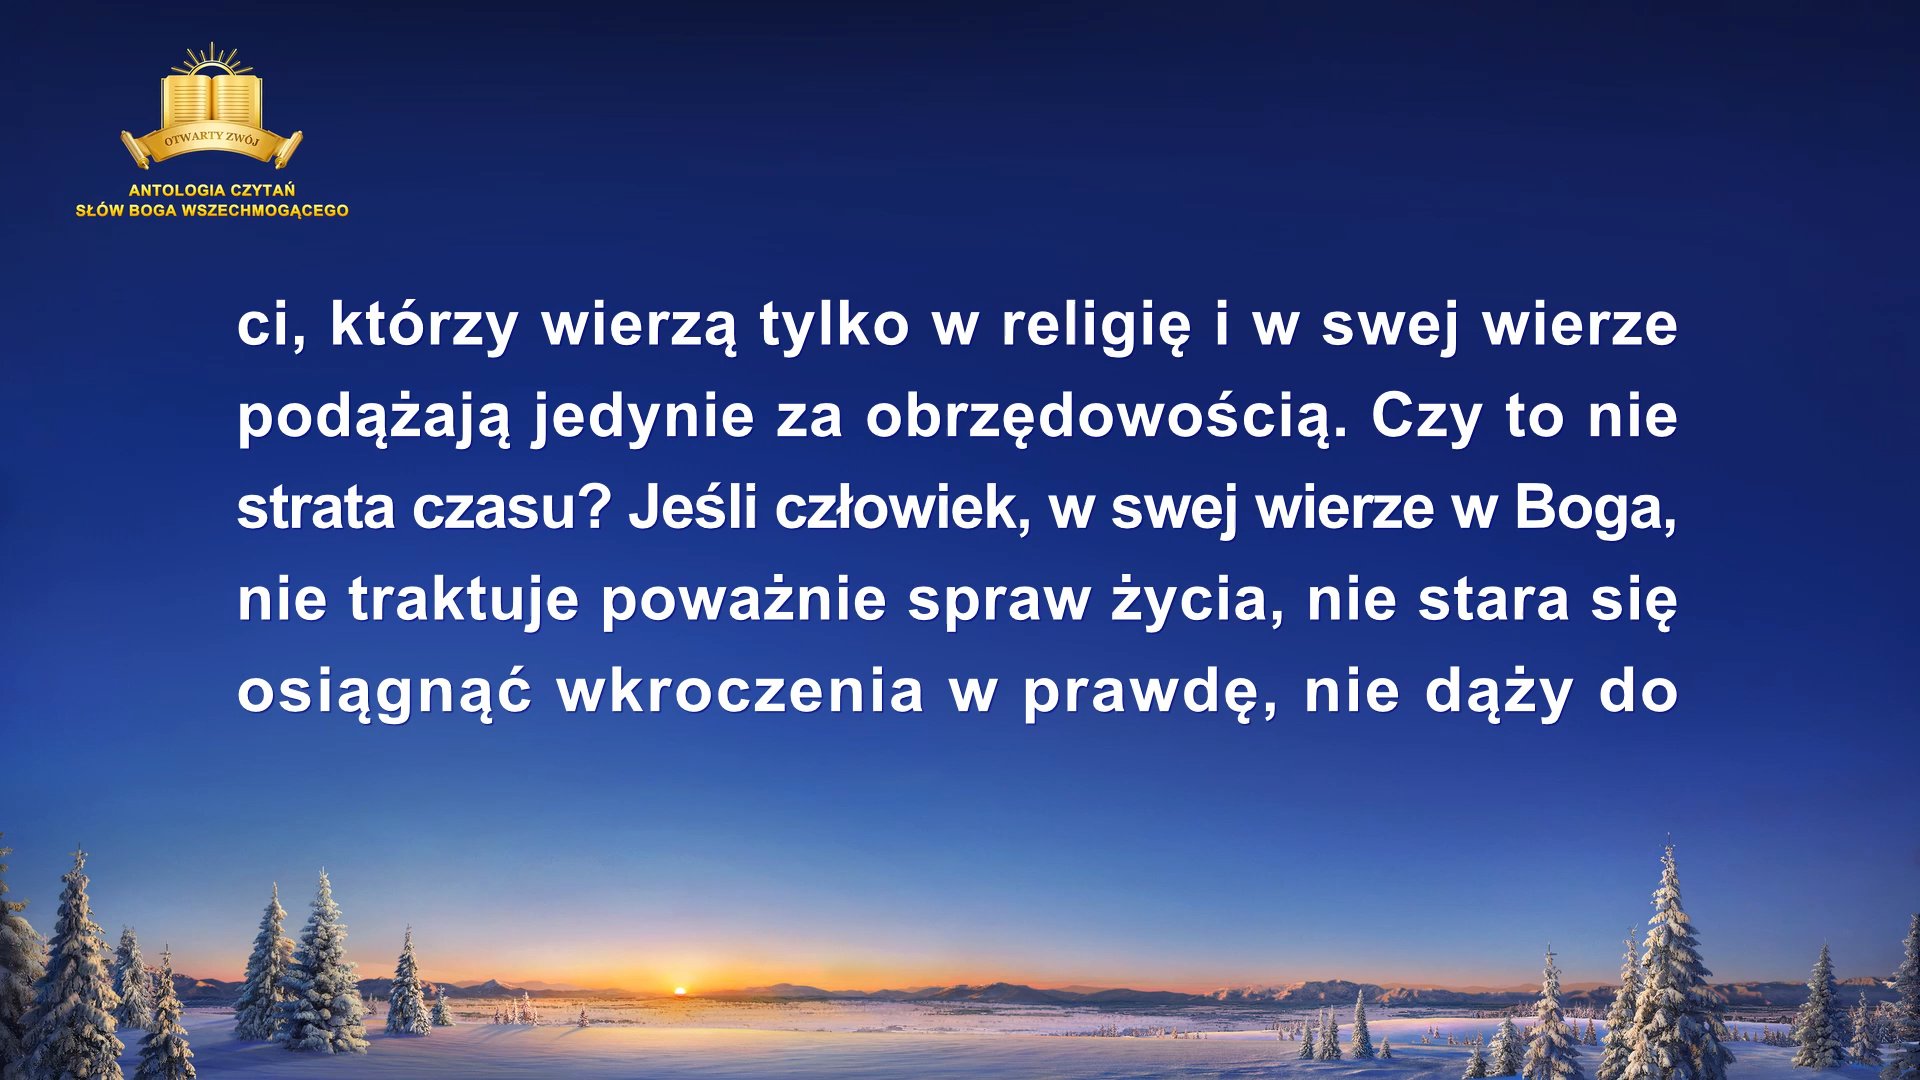 OTWARTY ZWÓJ
ANTOLOGIA CZYTAŃ
SŁÓW BOGA WSZECHMOGĄCEGO
ci, którzy wierzą tylko w religię i w swej wierze
podążają jedynie za obrzędowością. Czy to nie
strata czasu? Jeśli człowiek, w swej wierze w Boga,
nie traktuje poważnie spraw życia, nie stara się
osiągnąć wkroczenia w prawdę, nie dąży do